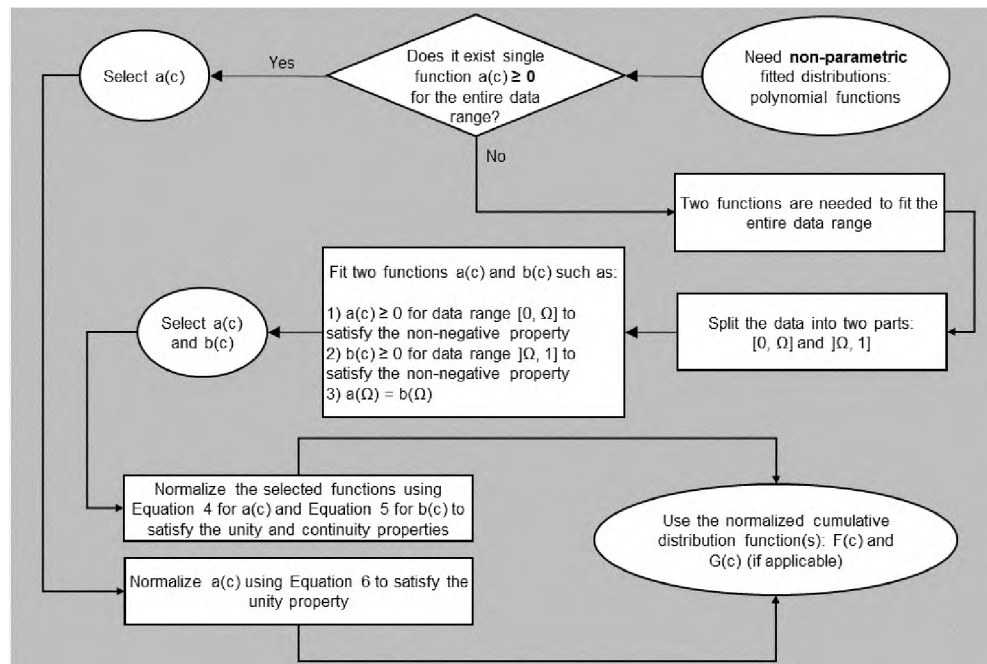 Need non-parametric
fitted distributions:
polynomial functions
Does it exist single
function a(c) ≥ 0
for the entire data
range?
Yes
Select a(c)
No
Two functions are needed to fit the
entire data range
Split the data into two parts:
[0, Ω] and ]Ω, 1]
Fit two functions a(c) and b(c) such as:
1) a(c) ≥ 0 for data range [0, Ω] to
satisfy the non-negative property
2) b(c) ≥ 0 for data range ]Ω, 1] to
satisfy the non-negative property
3) a(Ω) = b(Ω)
Select a(c)
and b(c)
Normalize the selected functions using
Equation 4 for a(c) and Equation 5 for b(c) to
satisfy the unity and continuity properties
Normalize a(c) using Equation 6 to satisfy the
unity property
Use the normalized cumulative
distribution function(s): F(c) and
G(c) (if applicable)